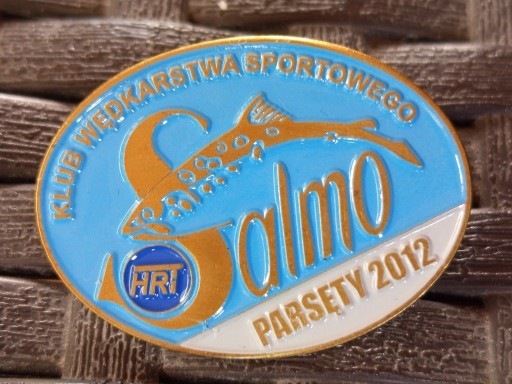 KLUB WĘDKARSTWA SPORTOWEGO
Salmo
HRT
PARSĘTY 2012